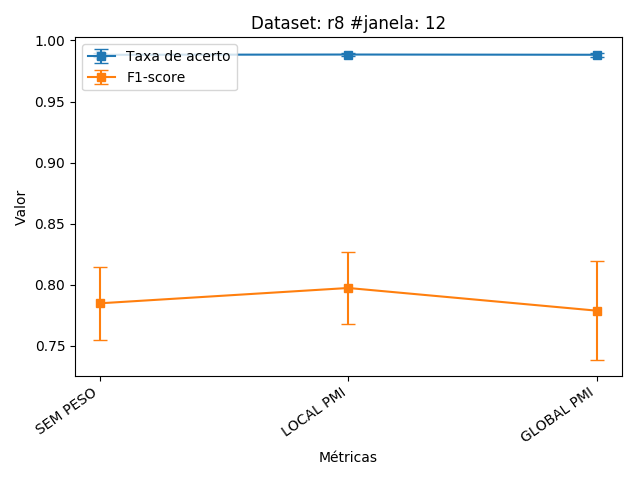 Dataset: r8 #janela: 12
1.00
0.95
0.90
0.85
0.80
0.75
Valor
Taxa de acerto
F1-score
SEM PESO
LOCAL PMI
GLOBAL PMI
Métricas